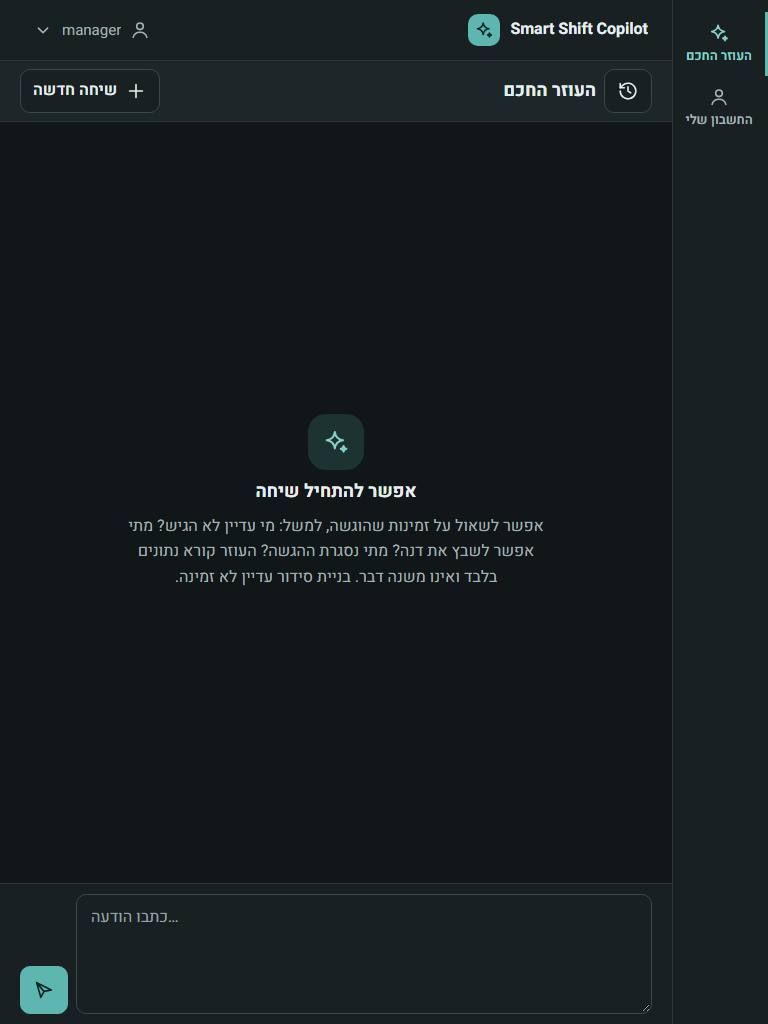 Smart Shift Copilot
manager
העוזר החכם
החשבון שלי
העוזר החכם
שיחה חדשה
אפשר להתחיל שיחה
אפשר לשאול על זמינות שהוגשה, למשל: מי עדיין לא הגיש? מתי
אפשר לשבץ את דנה? מתי נסגרת ההגשה? העוזר קורא נתונים
בלבד ואינו משנה דבר. בניית סידור עדיין לא זמינה.
כתבו הודעה…